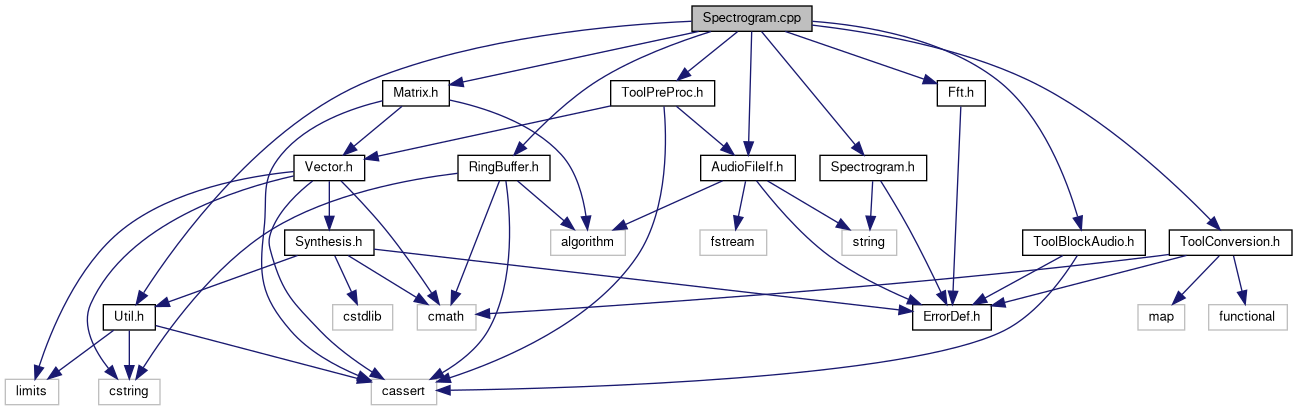 Spectrogram.cpp
Matrix.h
ToolPreProc.h
Fft.h
Vector.h
RingBuffer.h
AudioFileIf.h
Spectrogram.h
Synthesis.h
algorithm
fstream
string
ToolBlockAudio.h
ToolConversion.h
Util.h
cstdlib
cmath
ErrorDef.h
map
functional
limits
cstring
cassert